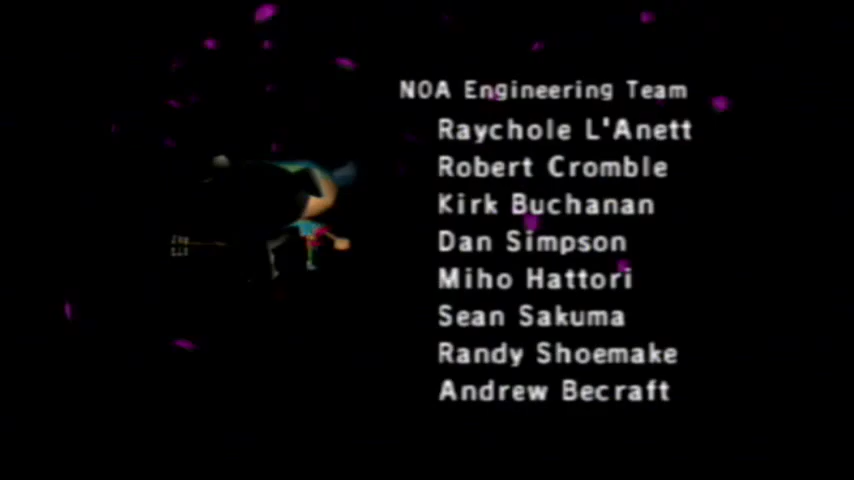 NOA Engineering Team
Raychole L'Anett
Robert Cromble
Kirk Buchanan
Dan Simpson
Miho Hattori
Sean Sakuma
Randy Shoemake
Andrew Becraft